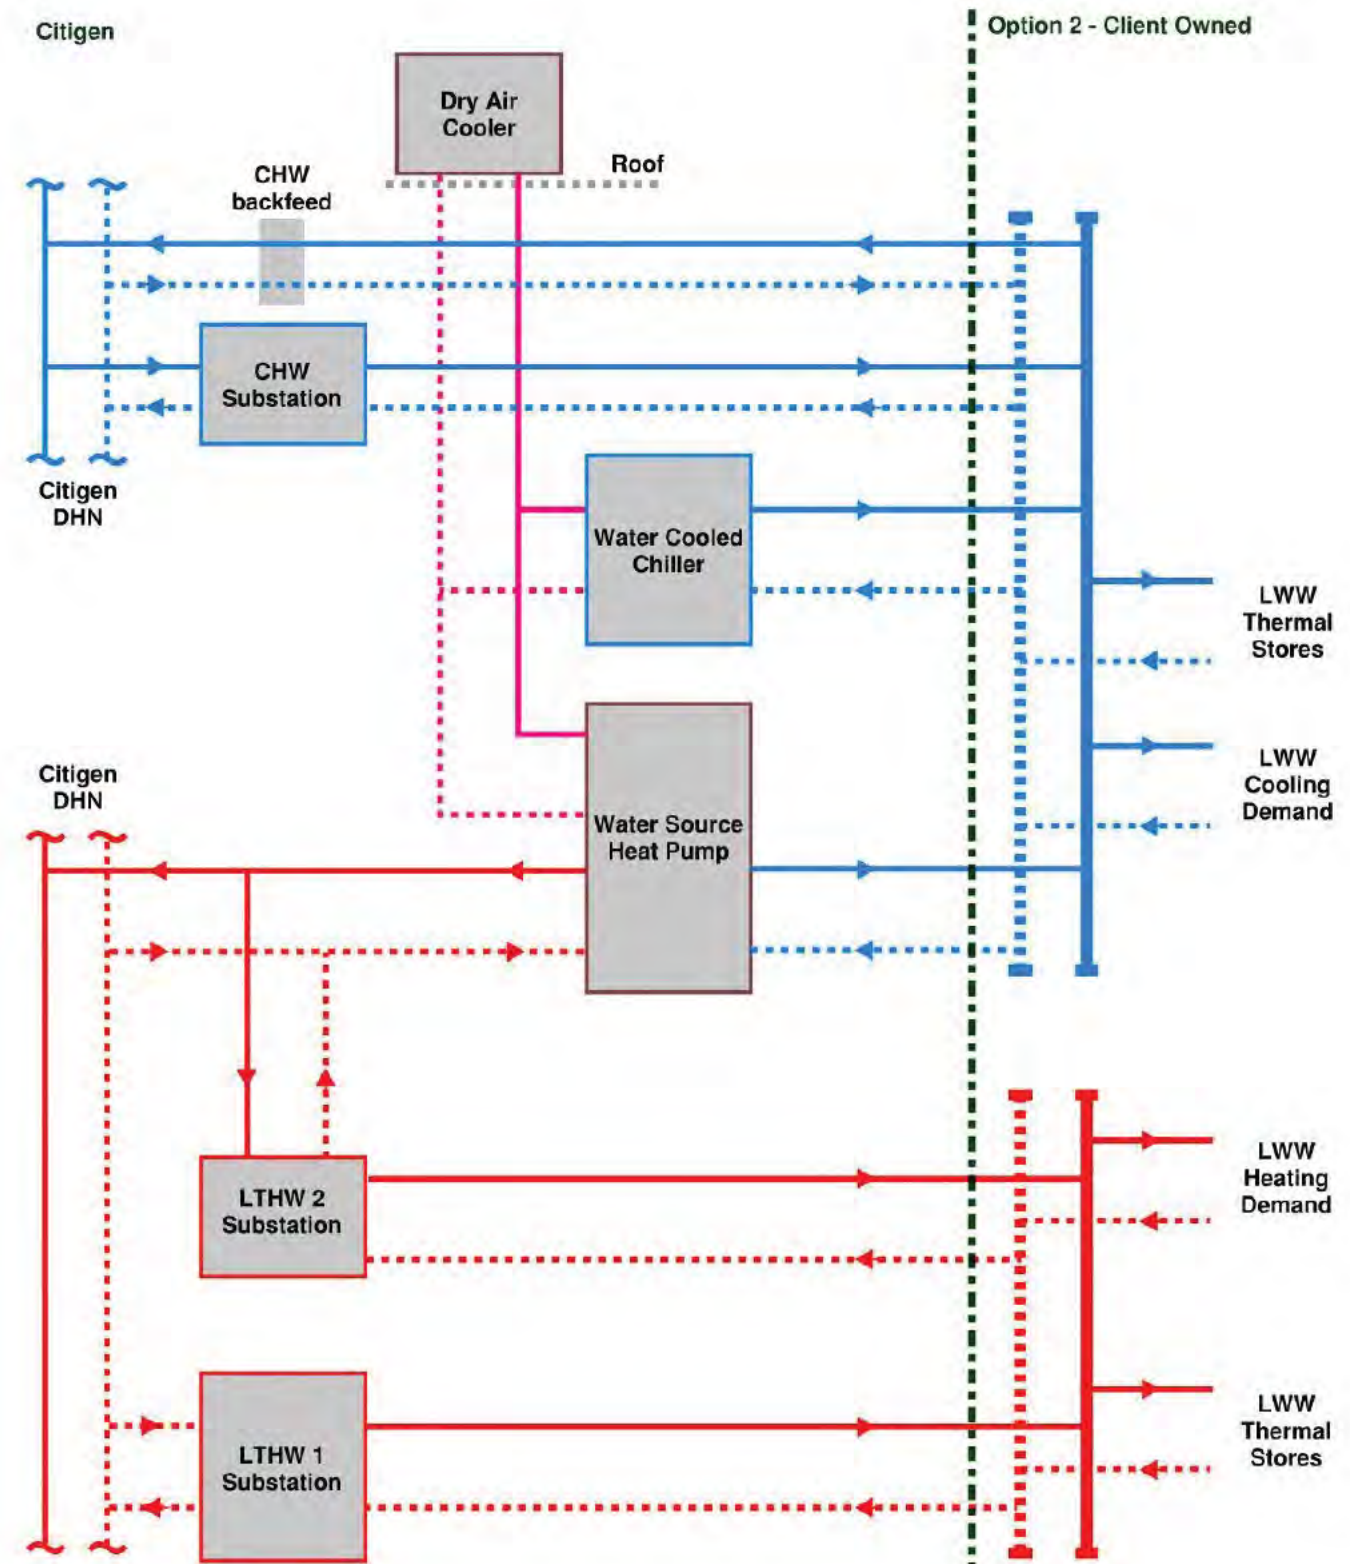 Citigen
Option 2 - Client Owned
Dry Air
Cooler
Roof
CHW
backfeed
CHW
Substation
Citigen
DHN
Water Cooled
Chiller
LWW
Thermal
Stores
LWW
Cooling
Demand
Citigen
DHN
Water Source
Heat Pump
LWW
Heating
Demand
LTHW 2
Substation
LWW
Thermal
Stores
LTHW 1
Substation